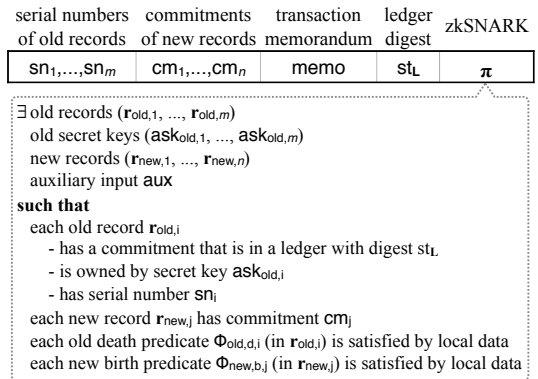 serial numbers of old records
commitments of new records
transaction memorandum
ledger digest
zkSNARK
sn1,...,snm
cm1,...,cmn
memo
stL
π
∃ old records (rold,1, ..., rold,m)
old secret keys (askold,1, ..., askold,m)
new records (rnew,1, ..., rnew,n)
auxiliary input aux
such that
each old record rold,i
- has a commitment that is in a ledger with digest stL
- is owned by secret key askold,i
- has serial number sni
each new record rnew,j has commitment cmj
each old death predicate Φold,d,i (in rold,i) is satisfied by local data
each new birth predicate Φnew,b,j (in rnew,j) is satisfied by local data